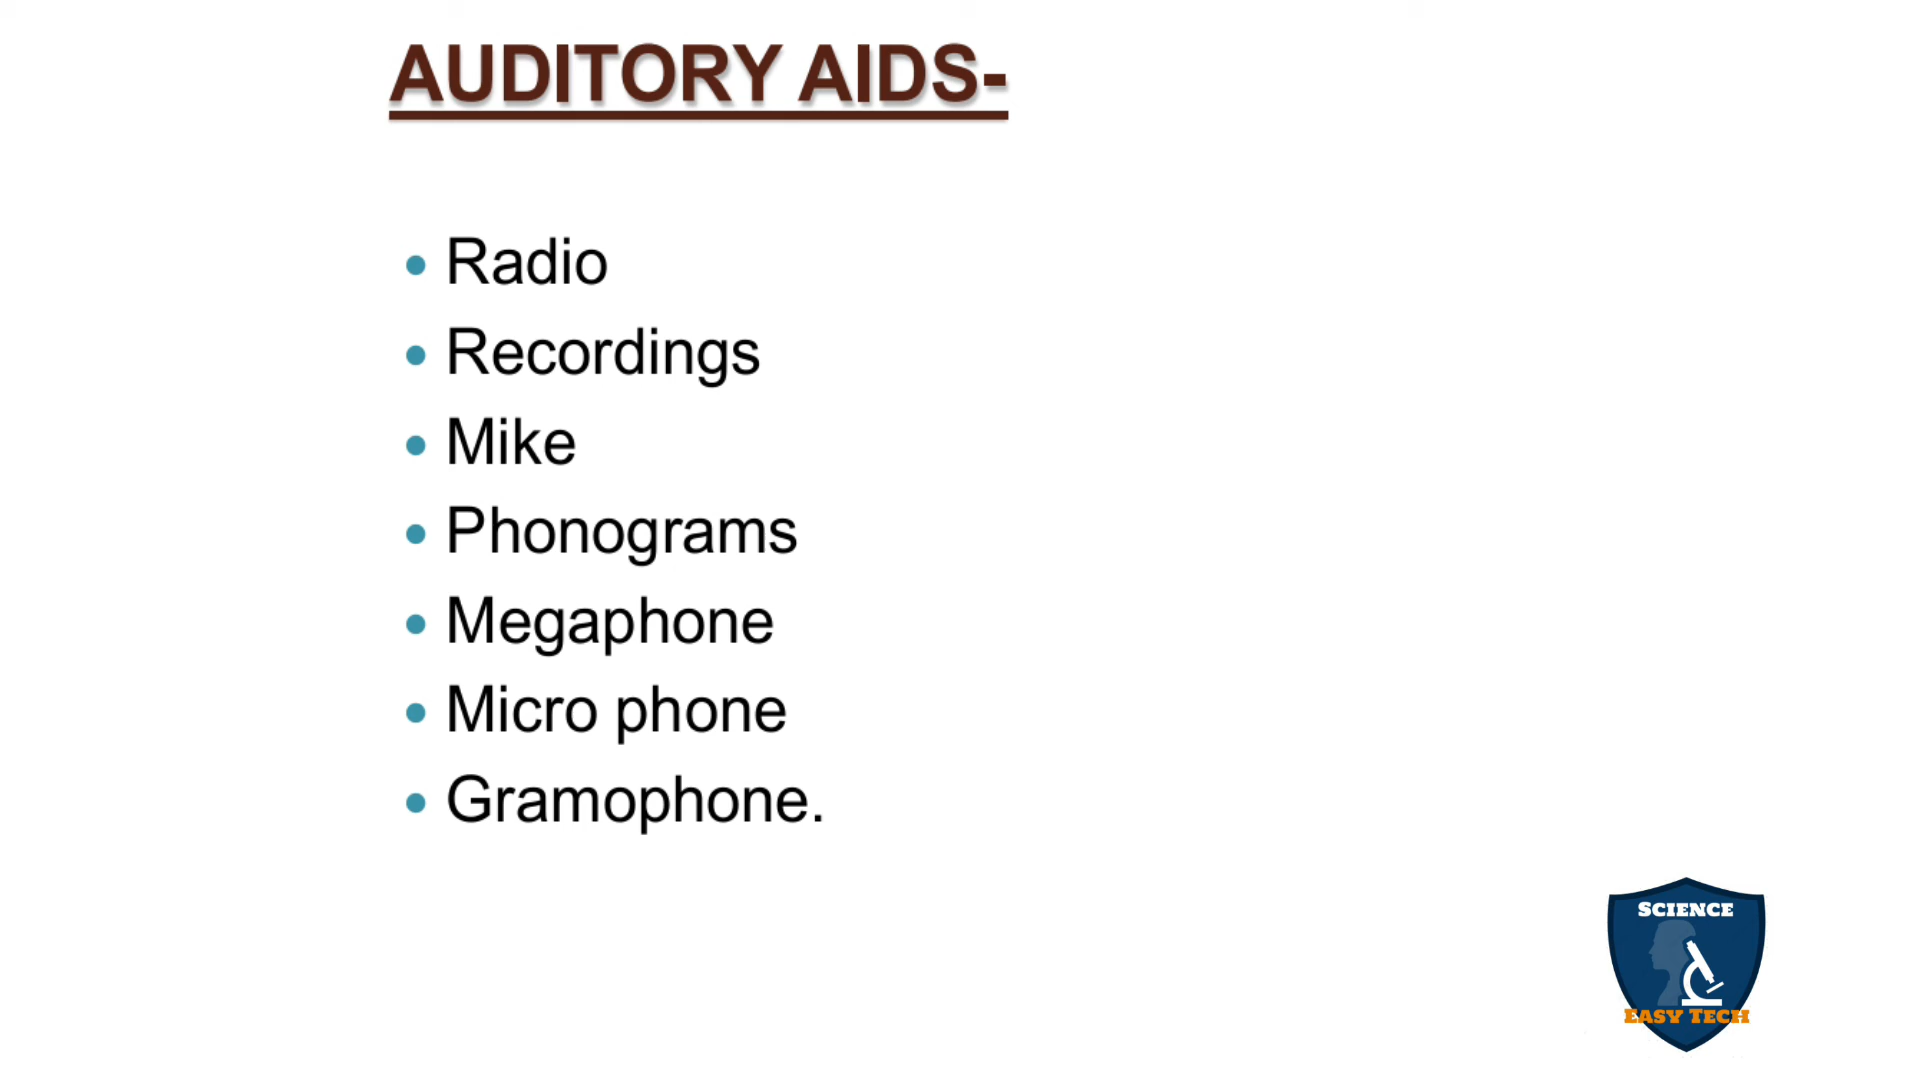 AUDITORY AIDS-
• Radio
• Recordings
• Mike
• Phonograms
• Megaphone
• Micro phone
• Gramophone.
SCIENCE
EASY TECH